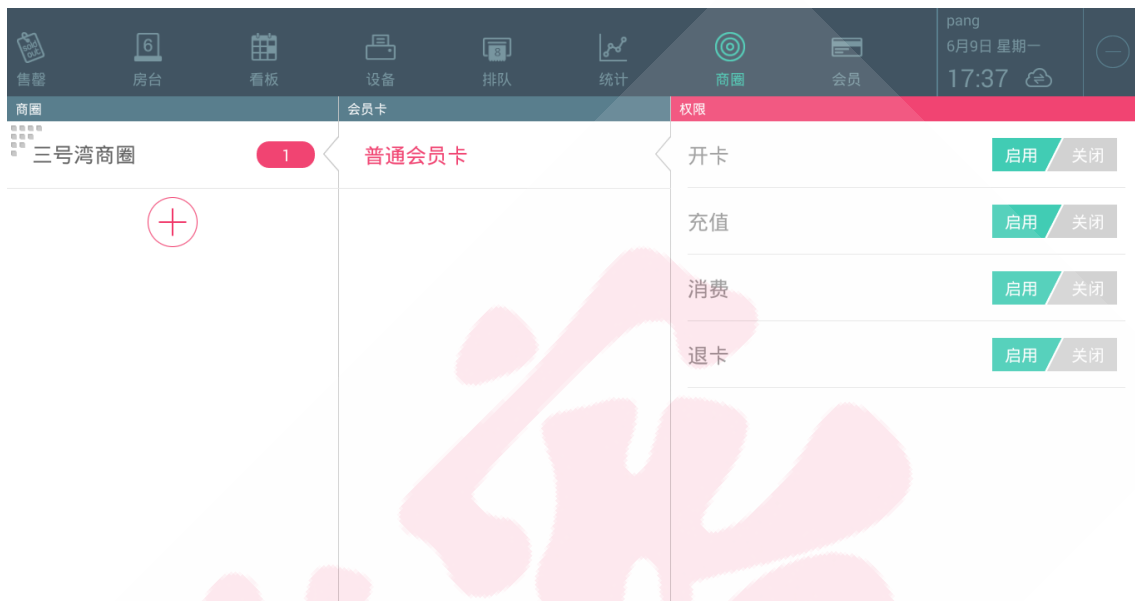 sold out
6
8
售罄 房台 看板 设备 排队 统计 商圈 会员
pang
6月9日 星期一
17:37
商圈 会员卡 权限
三号湾商圈 1 普通会员卡 开卡 启用 关闭
充值 启用 关闭
消费 启用 关闭
退卡 启用 关闭